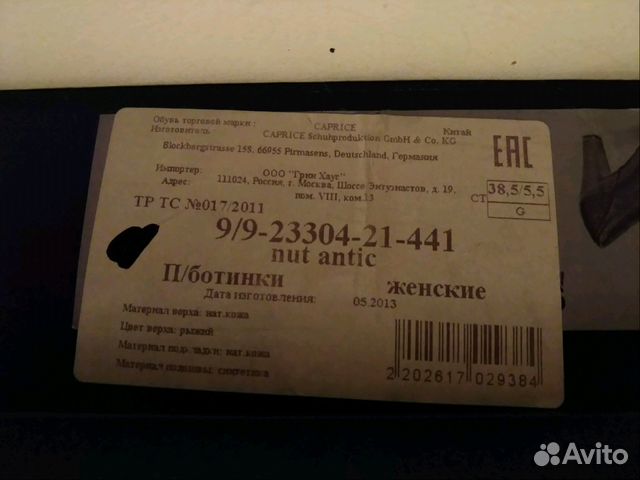 Обувь торговой марки : CAPRICE Китай
Изготовитель CAPRICE Schuhproduktion GmbH & Co. KG
Blockbergstrasse 158. 66955 Pirmasens, Deutschland, Германия
Импортер: ООО "Грин Хаус"
Адрес: 111024, Россия, г. Москва, Шоссе Энтузиастов, д. 19,
пом. VIII, ком.13
ТР ТС №017/2011
EAC
СТ 38,5/5,5
G
9/9-23304-21-441
nut antic
П/ботинки женские
Дата изготовления: 05.2013
Материал верха: нат.кожа
Цвет верха: рыжий
Материал подкладки: нат.кожа
Материал подошвы: синтетика
2 202617 029384
Avito